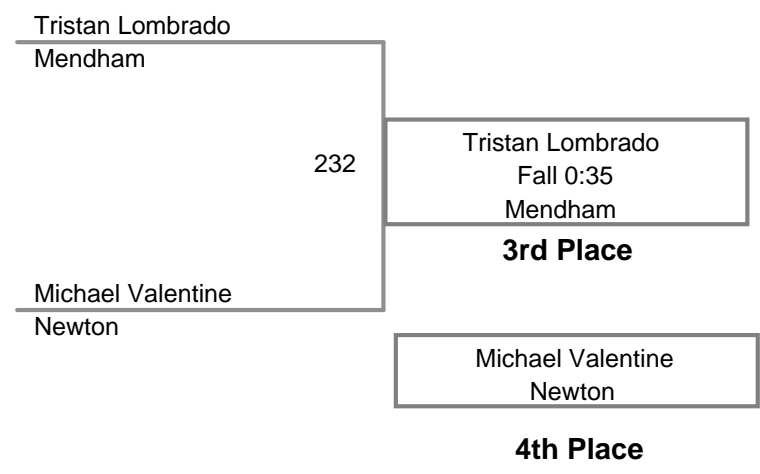 Tristan Lombrado
Mendham
232
Tristan Lombrado
Fall 0:35
Mendham
3rd Place
Michael Valentine
Newton
Michael Valentine
Newton
4th Place